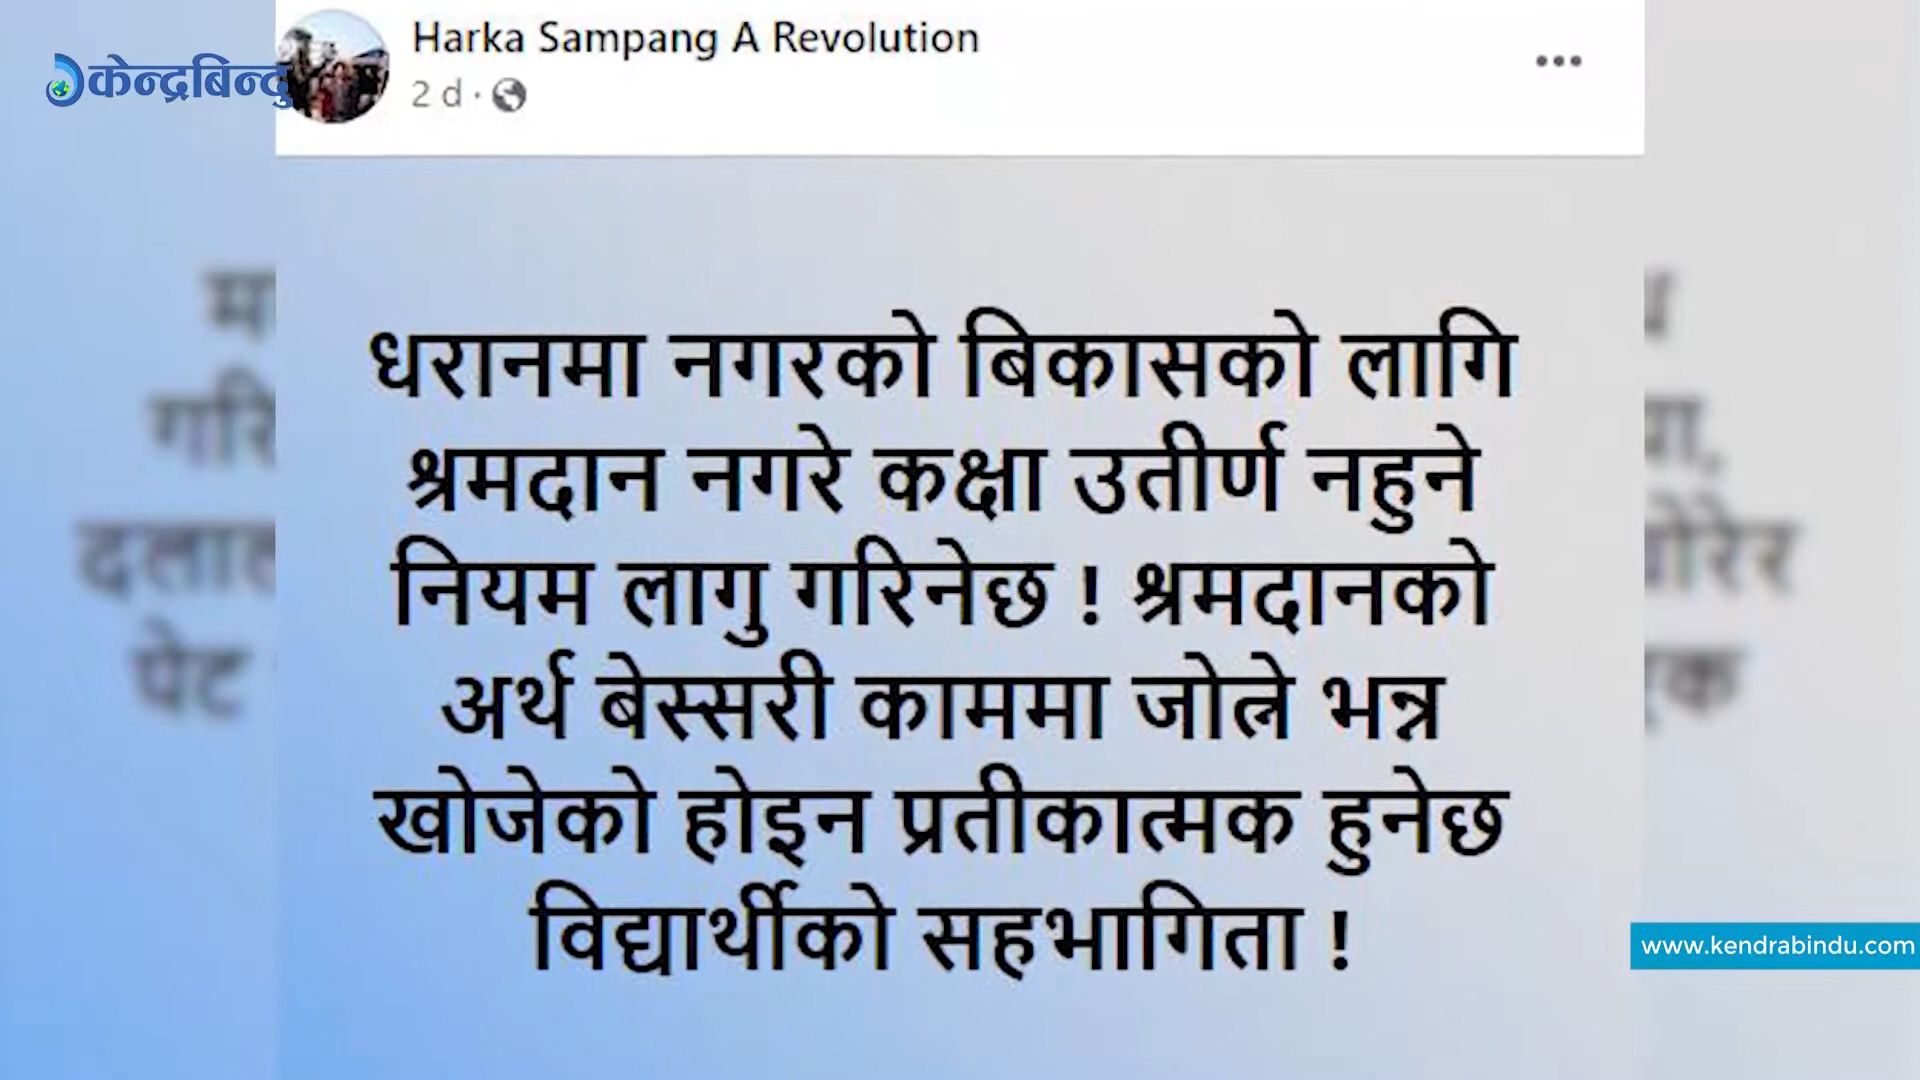 केन्द्रबिन्दु
Harka Sampang A Revolution
2 d
धरानमा नगरको बिकासको लागि
श्रमदान नगरे कक्षा उतीर्ण नहुने
नियम लागु गरिनेछ ! श्रमदानको
अर्थ बेस्सरी काममा जोत्ने भन्न
खोजेको होइन प्रतीकात्मक हुनेछ
विद्यार्थीको सहभागिता !
www.kendrabindu.com